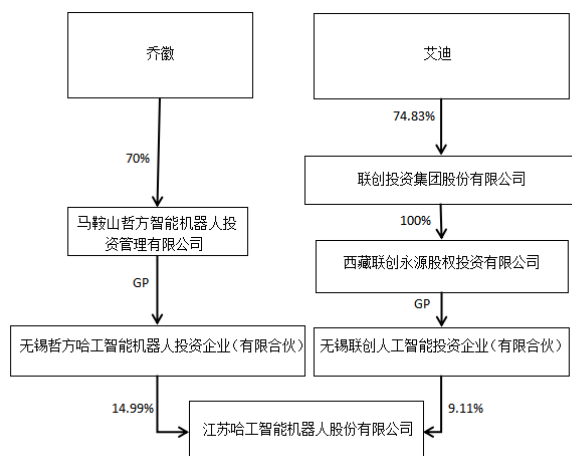 乔徽
艾迪
74.83%
70%
联创投资集团股份有限公司
100%
马鞍山哲方智能机器人投
资管理有限公司
西藏联创永源股权投资有限公司
GP
GP
无锡哲方哈工智能机器人投资企业（有限合伙）
无锡联创人工智能投资企业（有限合伙）
14.99%
9.11%
江苏哈工智能机器人股份有限公司